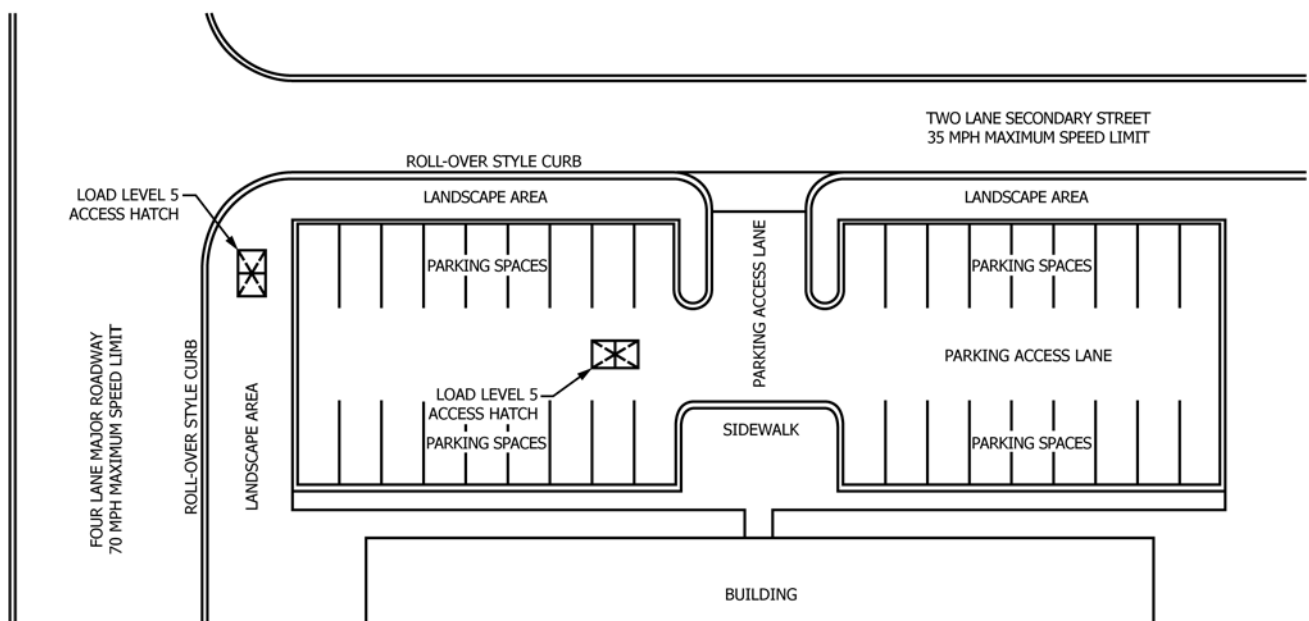 TWO LANE SECONDARY STREET
35 MPH MAXIMUM SPEED LIMIT
ROLL-OVER STYLE CURB
LOAD LEVEL 5
ACCESS HATCH
LANDSCAPE AREA
LANDSCAPE AREA
PARKING SPACES
PARKING SPACES
PARKING ACCESS LANE
PARKING ACCESS LANE
FOUR LANE MAJOR ROADWAY
70 MPH MAXIMUM SPEED LIMIT
ROLL-OVER STYLE CURB
LANDSCAPE AREA
LOAD LEVEL 5
ACCESS HATCH
PARKING SPACES
SIDEWALK
PARKING SPACES
BUILDING